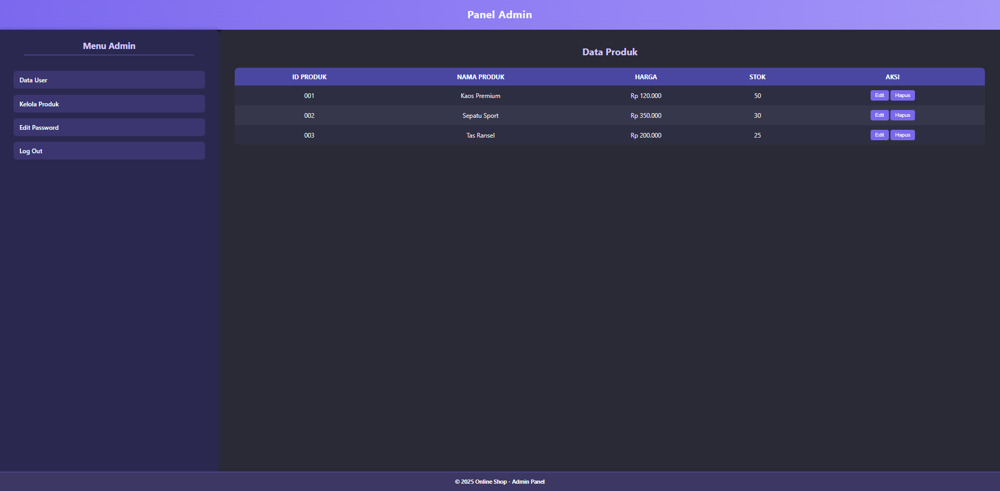 Panel Admin
Menu Admin
Data User
Kelola Produk
Edit Password
Log Out
Data Produk
ID PRODUK NAMA PRODUK HARGA STOK AKSI
001 Kaos Premium Rp 120.000 50 Edit Hapus
002 Sepatu Sport Rp 350.000 30 Edit Hapus
003 Tas Ransel Rp 200.000 25 Edit Hapus
© 2025 Online Shop - Admin Panel